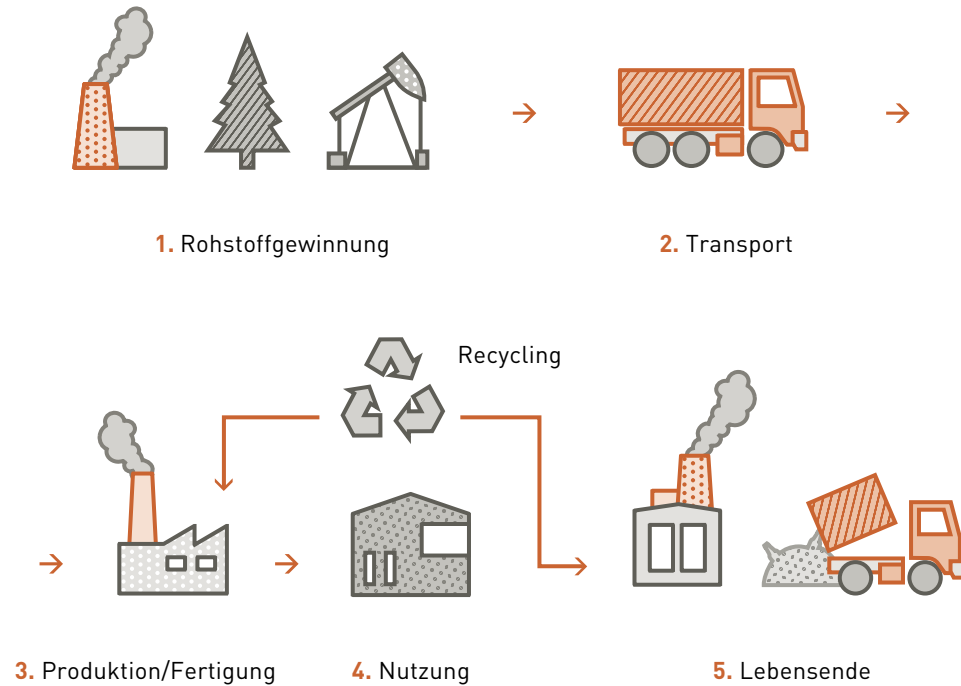 1. Rohstoffgewinnung
2. Transport
Recycling
3. Produktion/Fertigung
4. Nutzung
5. Lebensende